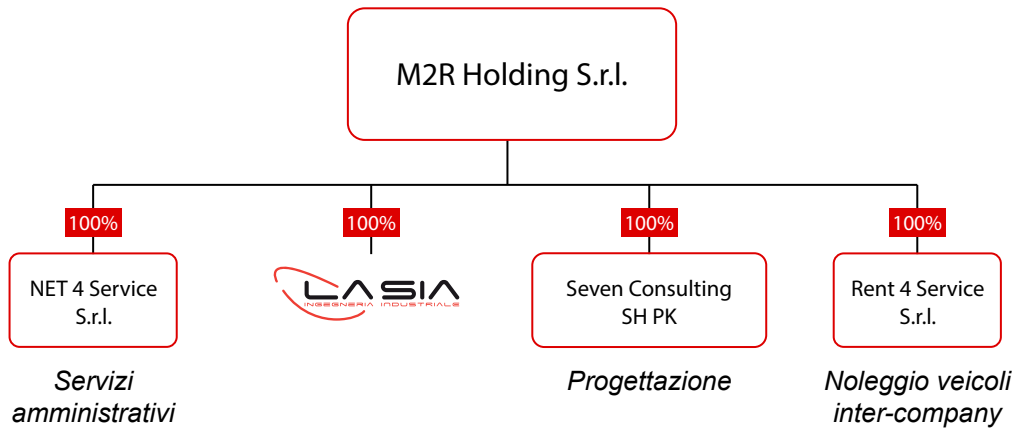 M2R Holding S.r.l.
100%
100%
100%
100%
NET 4 Service
S.r.l.
LASIA
INGEGNERIA INDUSTRIALE
Seven Consulting
SH PK
Rent 4 Service
S.r.l.
Servizi
amministrativi
Progettazione
Noleggio veicoli
inter-company